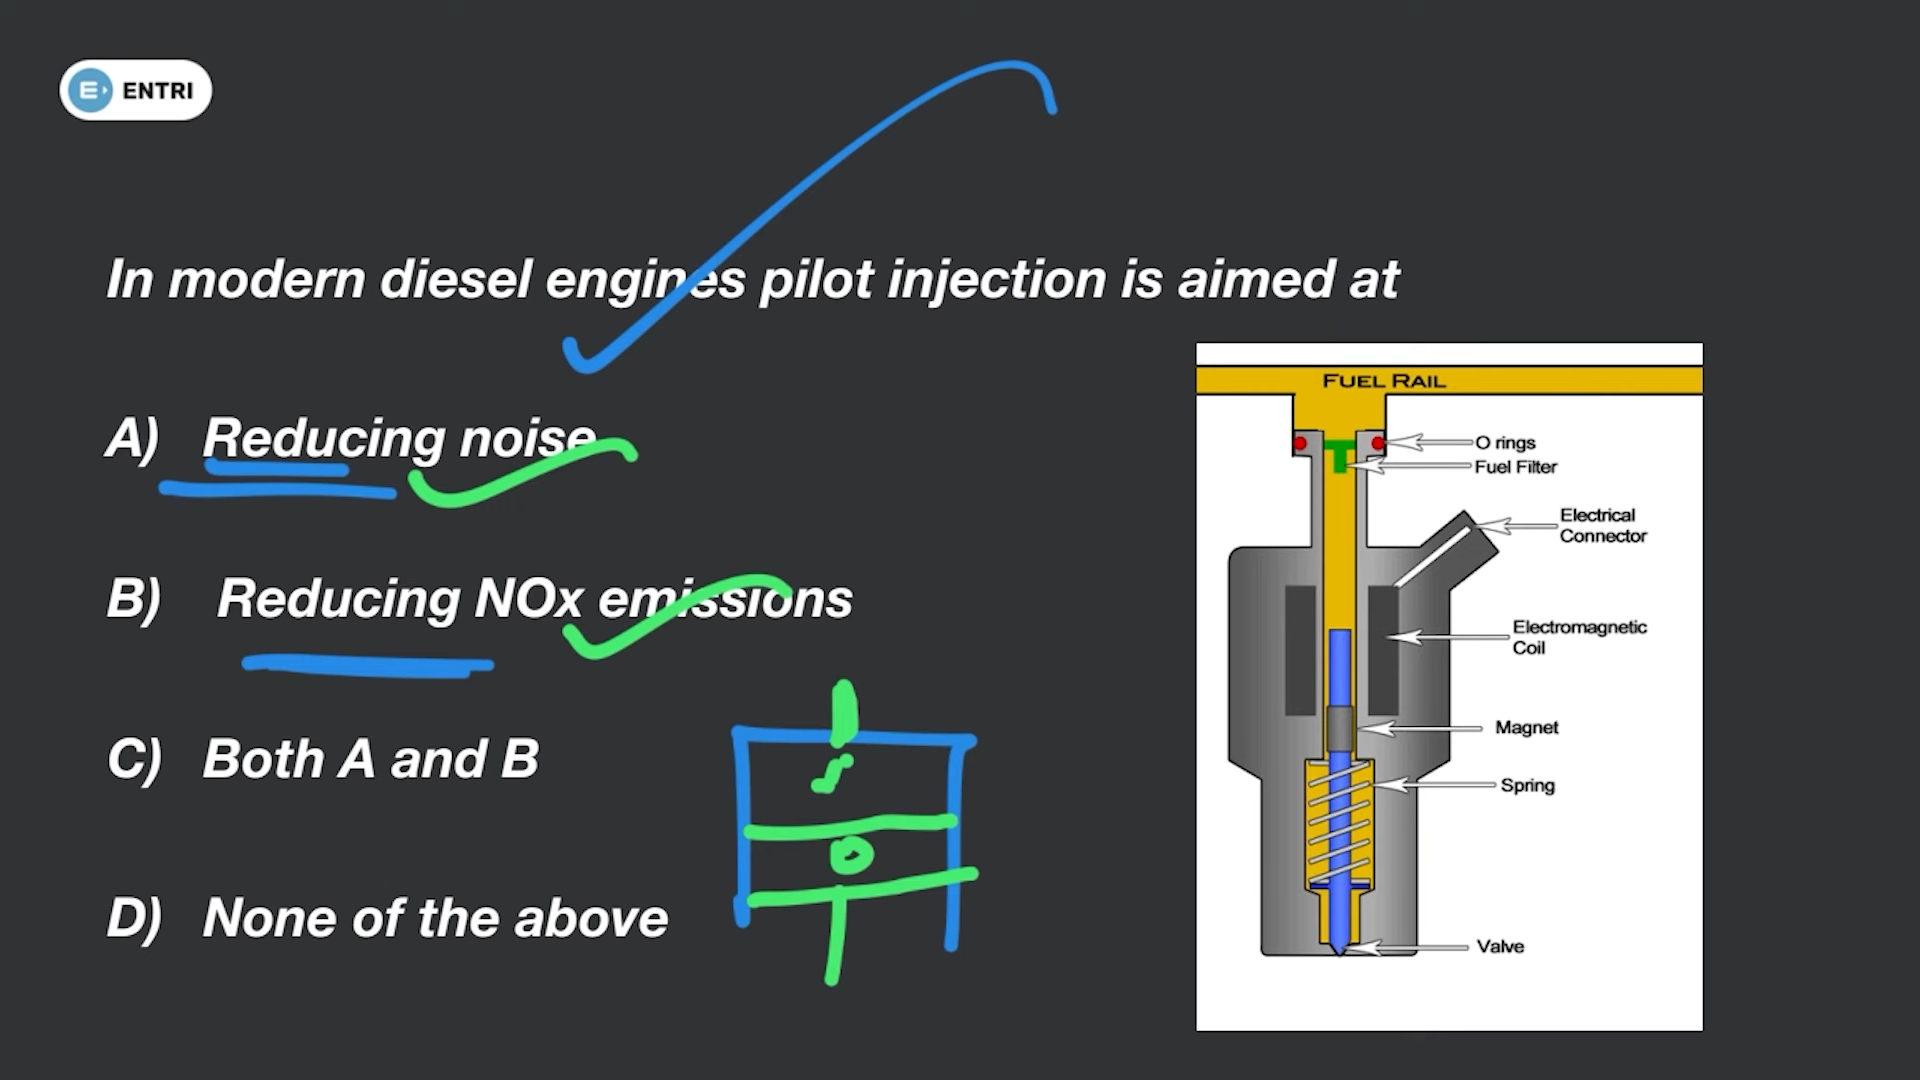 ENTRI
In modern diesel engines pilot injection is aimed at
A) Reducing noise
B) Reducing NOx emissions
C) Both A and B
D) None of the above
FUEL RAIL
O rings
Fuel Filter
Electrical
Connector
Electromagnetic
Coil
Magnet
Spring
Valve